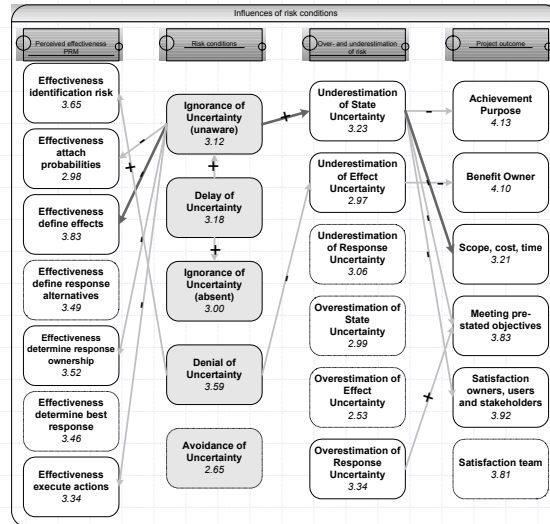 Influences of risk conditions
Perceived effectiveness
PRM
Effectiveness
identification risk
3.65
Effectiveness
attach
probabilities
2.98
Effectiveness
define effects
3.83
Effectiveness
define response
alternatives
3.49
Effectiveness
determine response
ownership
3.52
Effectiveness
determine best
response
3.46
Effectiveness
execute actions
3.34
Risk conditions
Ignorance of
Uncertainty
(unaware)
3.12
Delay of
Uncertainty
3.18
Ignorance of
Uncertainty
(absent)
3.00
Denial of
Uncertainty
3.59
Avoidance of
Uncertainty
2.65
Over- and underestimation
of risk
Underestimation
of State
Uncertainty
3.23
Underestimation
of Effect
Uncertainty
2.97
Underestimation
of Response
Uncertainty
3.06
Overestimation
of State
Uncertainty
2.99
Overestimation of
Effect
Uncertainty
2.53
Overestimation
of Response
Uncertainty
3.34
Project outcome
Achievement
Purpose
4.13
Benefit Owner
4.10
Scope, cost, time
3.21
Meeting pre-
stated objectives
3.83
Satisfaction
owners, users
and stakeholders
3.92
Satisfaction team
3.81
+
+
+
+
+
-
-
-
-
-
-
-
-
-